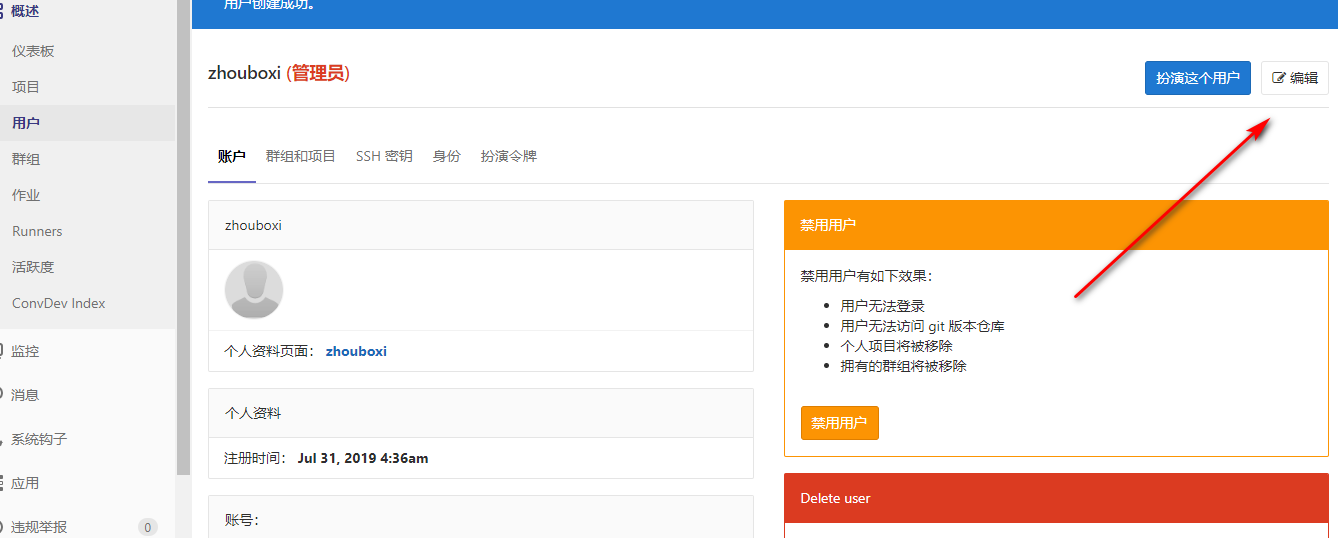 概述
仪表板
项目
用户
群组
作业
Runners
活跃度
ConvDev Index
监控
消息
系统钩子
应用
违规举报 0
用户创建成功。
zhouboxi (管理员)
扮演这个用户
编辑
账户 群组和项目 SSH 密钥 身份 扮演令牌
zhouboxi
个人资料页面： zhouboxi
个人资料
注册时间： Jul 31, 2019 4:36am
账号：
禁用用户
禁用用户有如下效果：
用户无法登录
用户无法访问 git 版本仓库
个人项目将被移除
拥有的群组将被移除
禁用用户
Delete user